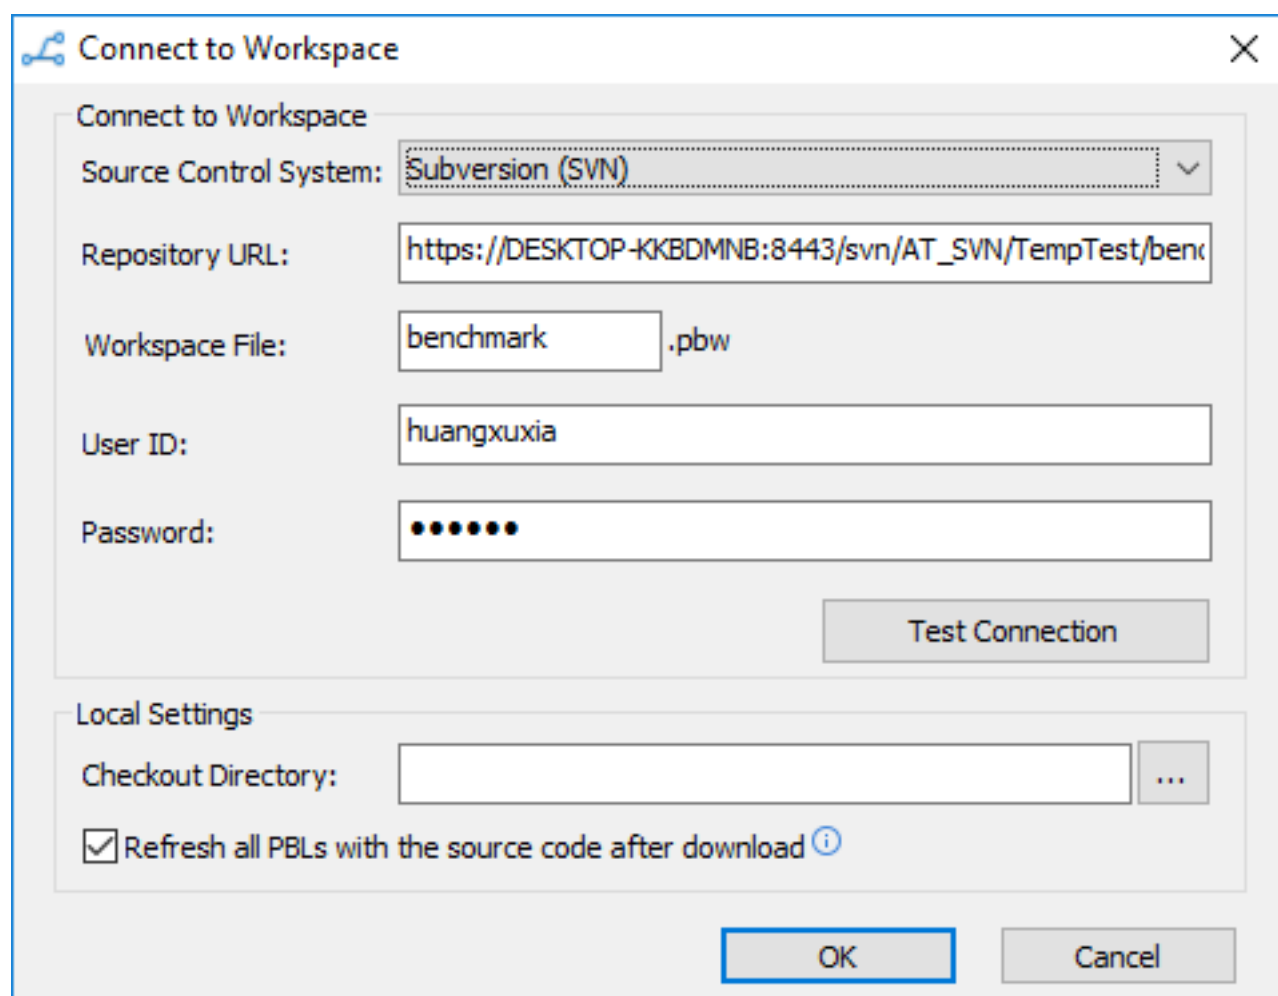 Connect to Workspace
Connect to Workspace
Source Control System: Subversion (SVN)
Repository URL: https://DESKTOP-KKBDMNB:8443/svn/AT_SVN/TempTest/benc
Workspace File: benchmark .pbw
User ID: huangxuxia
Password: ••••••
Test Connection
Local Settings
Checkout Directory: ...
Refresh all PBLs with the source code after download
OK Cancel